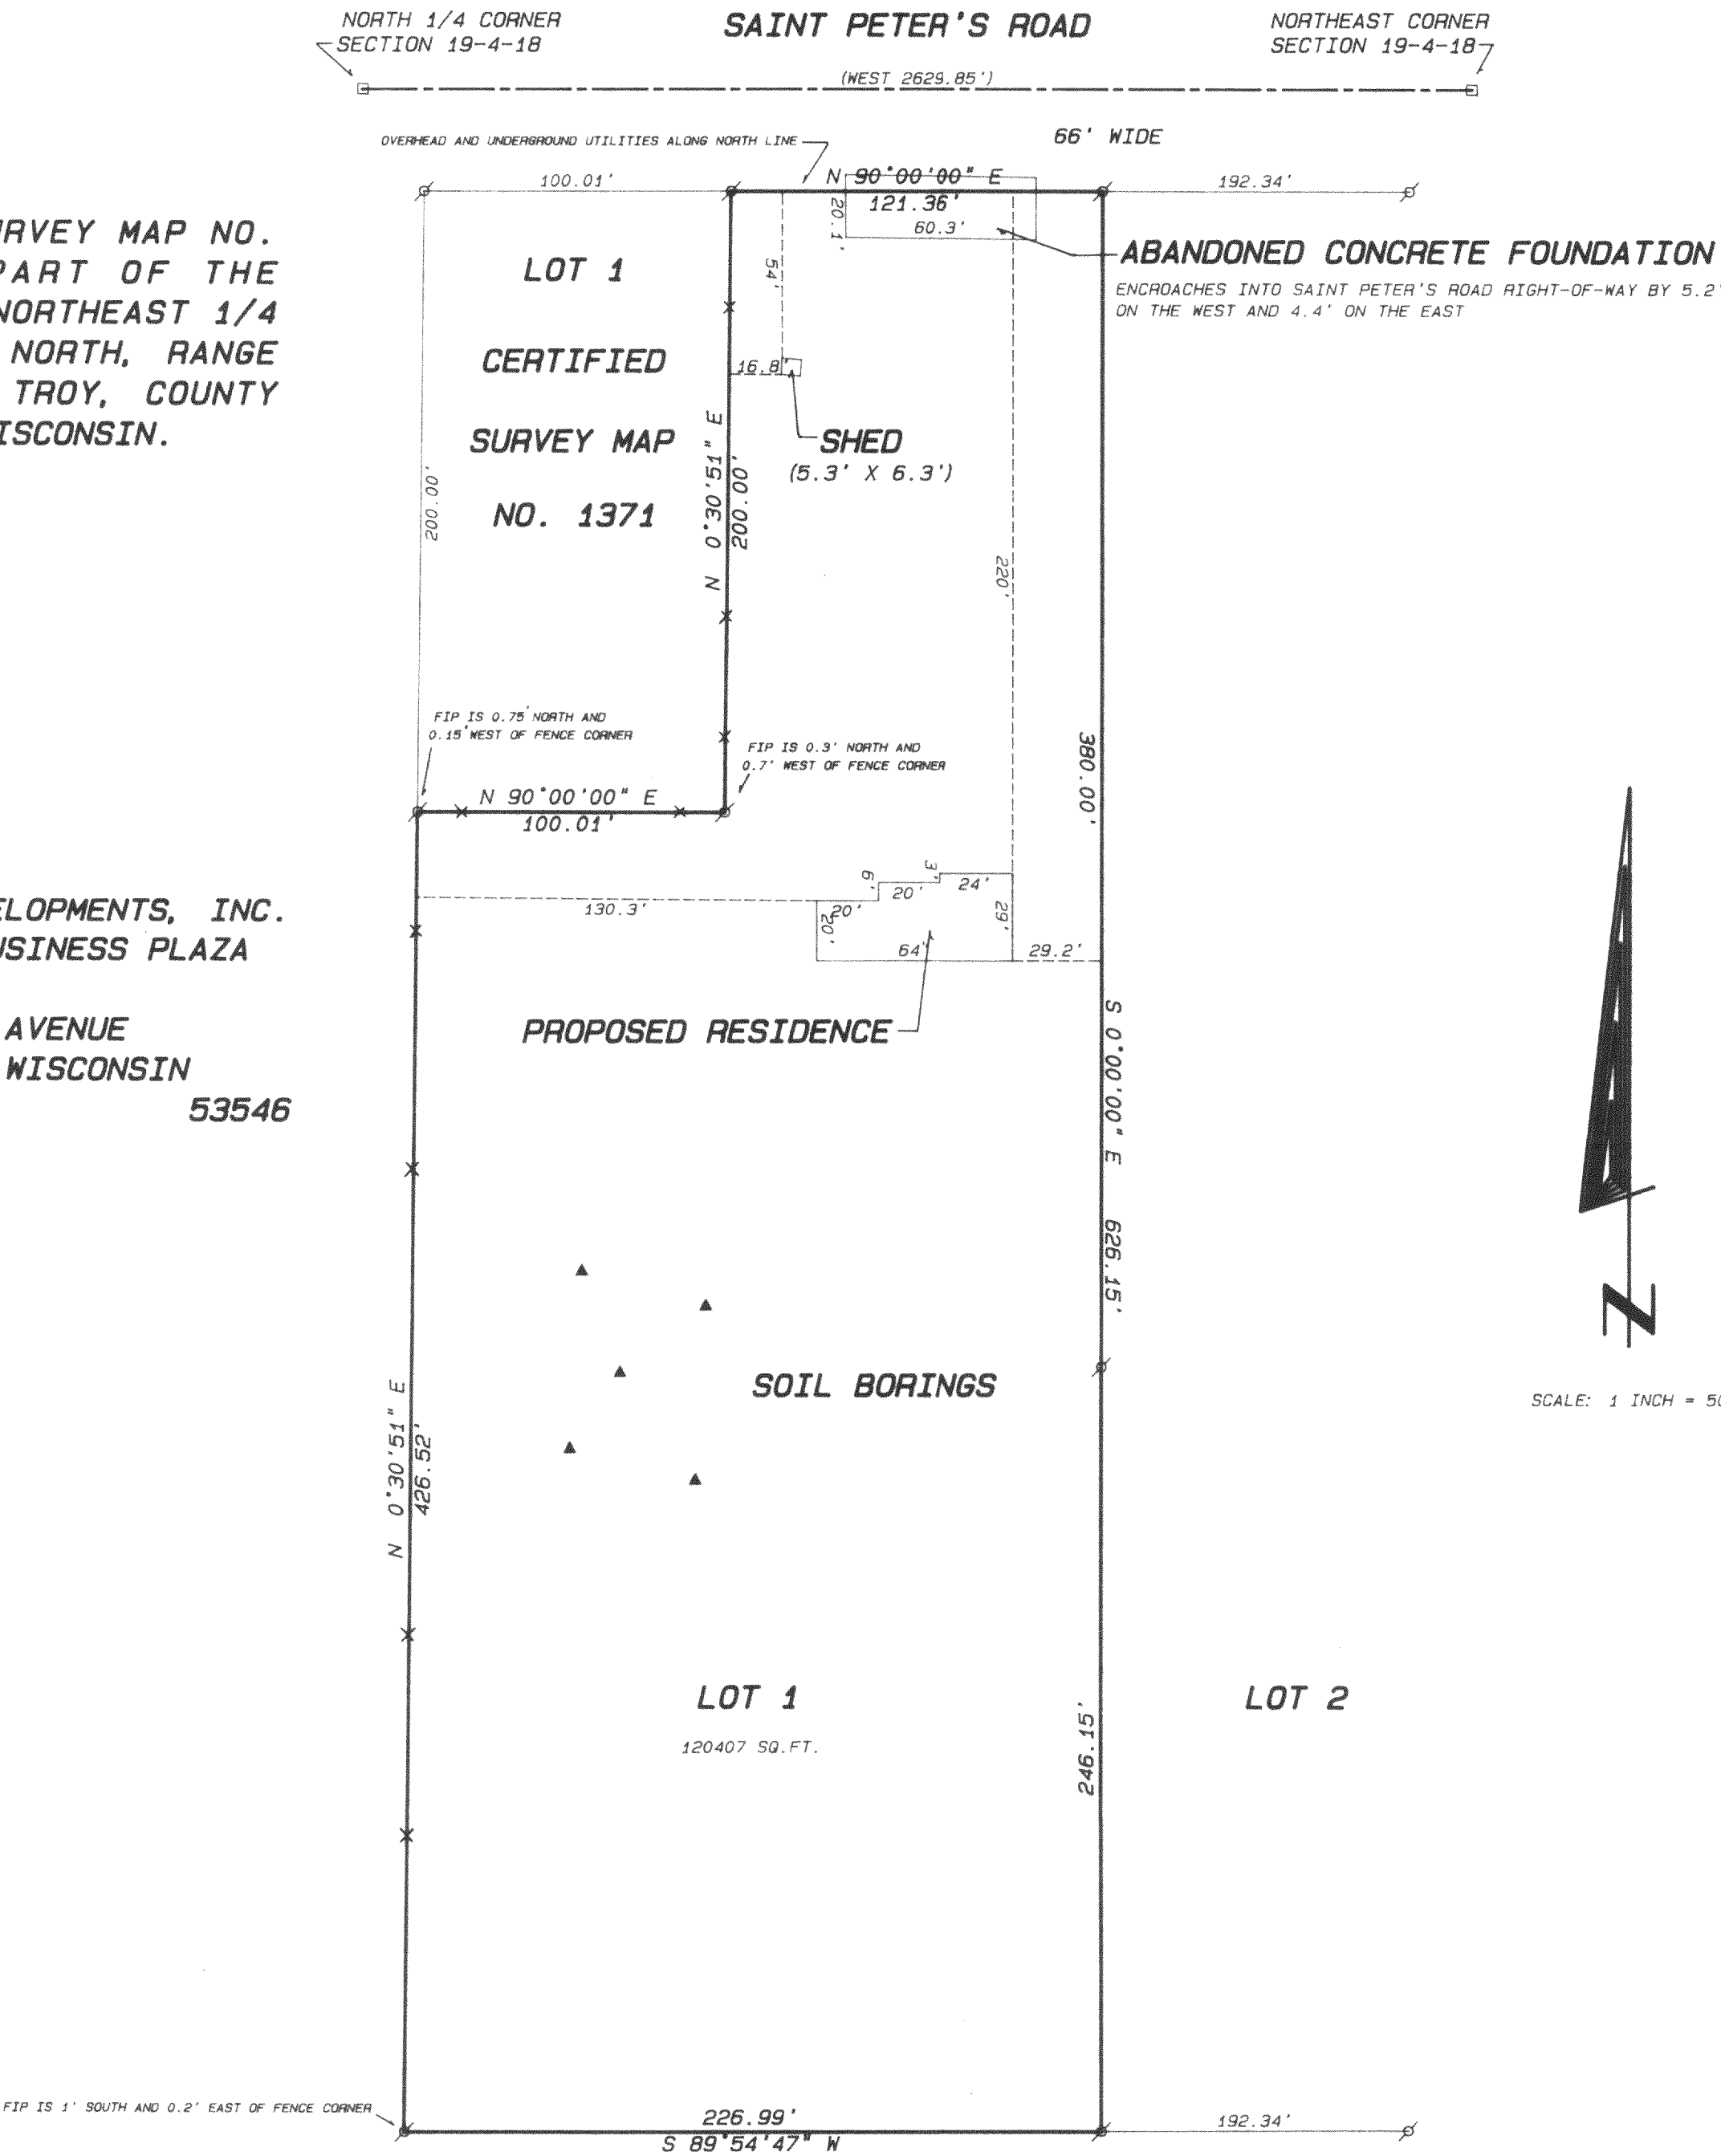 NORTH 1/4 CORNER
SECTION 19-4-18
SAINT PETER'S ROAD
NORTHEAST CORNER
SECTION 19-4-18
(WEST 2629.85')
OVERHEAD AND UNDERGROUND UTILITIES ALONG NORTH LINE
66' WIDE
100.01'
N 90°00'00" E
121.36'
192.34'
20.1'
60.3'
ABANDONED CONCRETE FOUNDATION
ENCROACHES INTO SAINT PETER'S ROAD RIGHT-OF-WAY BY 5.2'
ON THE WEST AND 4.4' ON THE EAST
RVEY MAP NO.
PART OF THE
NORTHEAST 1/4
NORTH, RANGE
TROY, COUNTY
ISCONSIN.
LOT 1
CERTIFIED
SURVEY MAP
NO. 1371
54'
16.8'
SHED
(5.3' X 6.3')
200.00'
N 0°30'51" E
200.00'
220'
380.00'
FIP IS 0.75' NORTH AND
0.15' WEST OF FENCE CORNER
FIP IS 0.3' NORTH AND
0.7' WEST OF FENCE CORNER
N 90°00'00" E
100.01'
130.3'
6'
3'
20'
24'
20'
20'
29'
64'
29.2'
ELOPMENTS, INC.
USINESS PLAZA
AVENUE
WISCONSIN
53546
PROPOSED RESIDENCE
S 0°00'00" E 626.15'
SOIL BORINGS
N
SCALE: 1 INCH = 50
N 0°30'51" E
426.52'
LOT 1
120407 SQ.FT.
LOT 2
246.15'
FIP IS 1' SOUTH AND 0.2' EAST OF FENCE CORNER
226.99'
S 89°54'47" W
192.34'